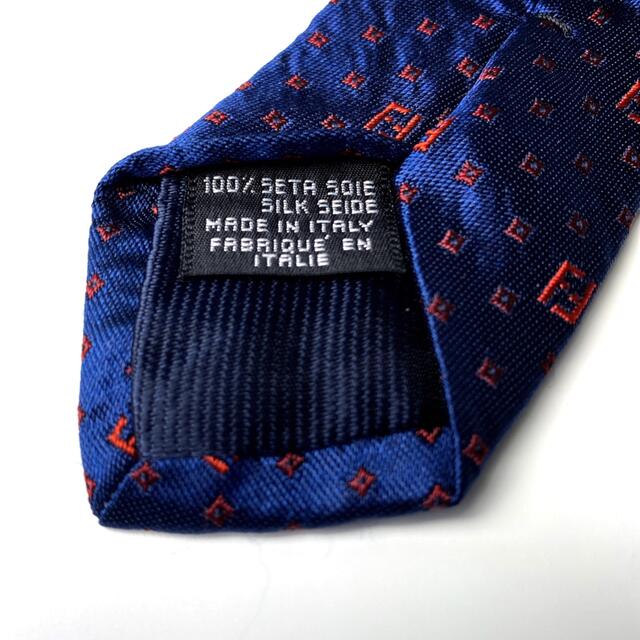 100% SETA SOIE
SILK SEIDE
MADE IN ITALY
FABRIQUE' EN
ITALIE